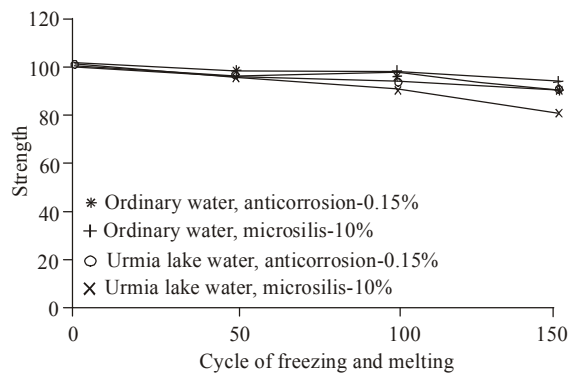 120
100
80
60
40
20
0
Strength
Ordinary water, anticorrosion-0.15%
Ordinary water, microsilis-10%
Urmia lake water, anticorrosion-0.15%
Urmia lake water, microsilis-10%
0 50 100 150
Cycle of freezing and melting